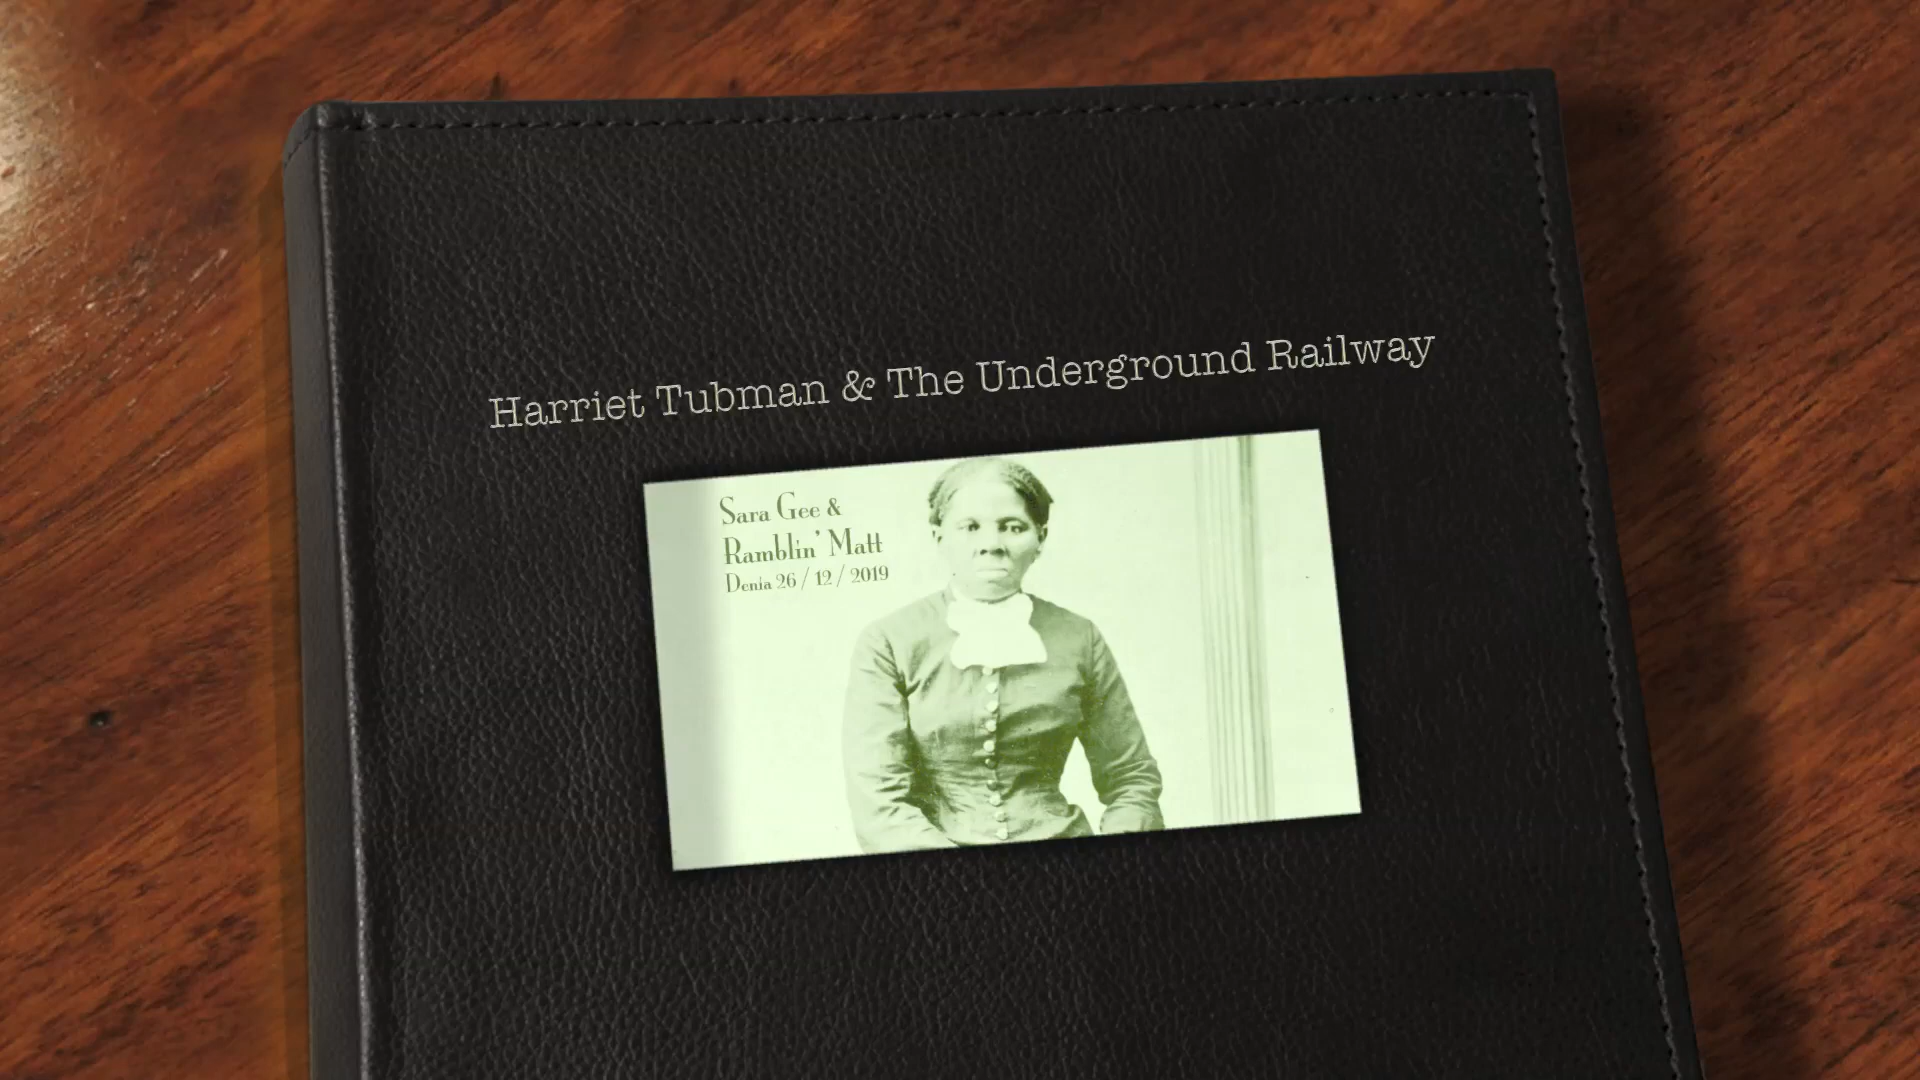 Harriet Tubman & The Underground Railway
Sara Gee &
Ramblin' Matt
Denia 26 / 12 / 2019